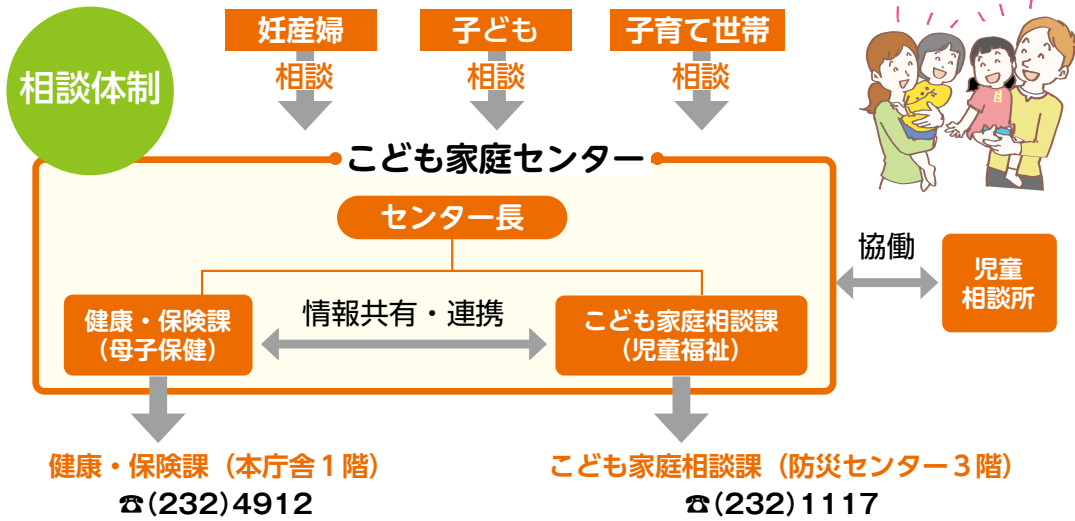 相談体制
妊産婦
子ども
子育て世帯
相談
相談
相談
こども家庭センター
センター長
健康・保険課
（母子保健）
情報共有・連携
こども家庭相談課
（児童福祉）
協働
児童
相談所
健康・保険課（本庁舎１階）
☎(232)4912
こども家庭相談課（防災センター３階）
☎(232)1117